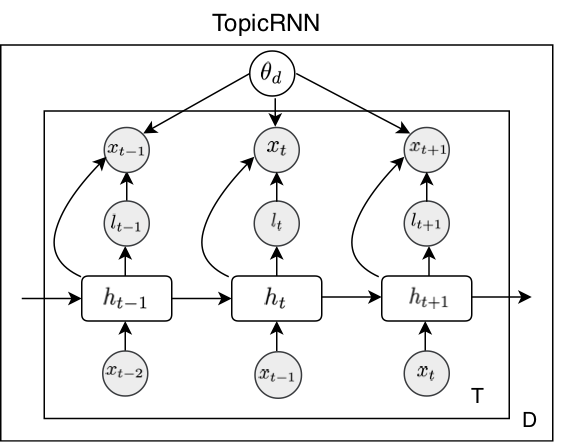 TopicRNN
θ_d
x_{t−1} x_t x_{t+1}
l_{t−1} l_t l_{t+1}
h_{t−1} h_t h_{t+1}
x_{t−2} x_{t−1} x_t
T
D